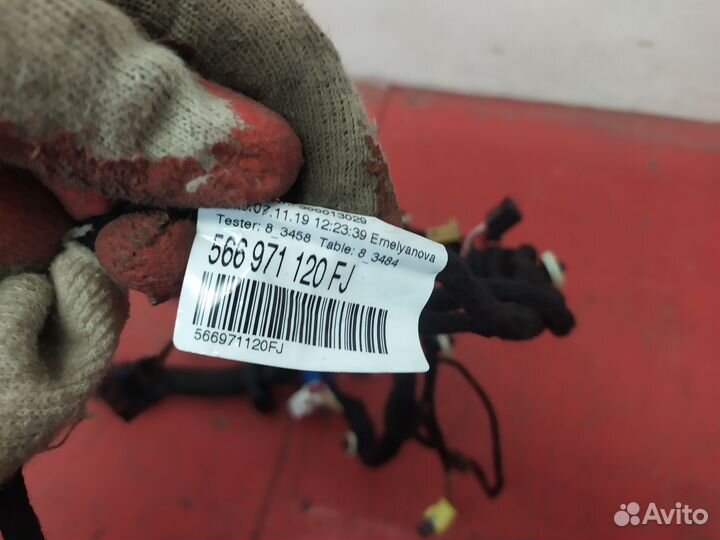 07.11.19 12:23:39 Emelyanova
Tester: 8_3458 Table: 8_3484
566 971 120 FJ
566971120FJ
Avito